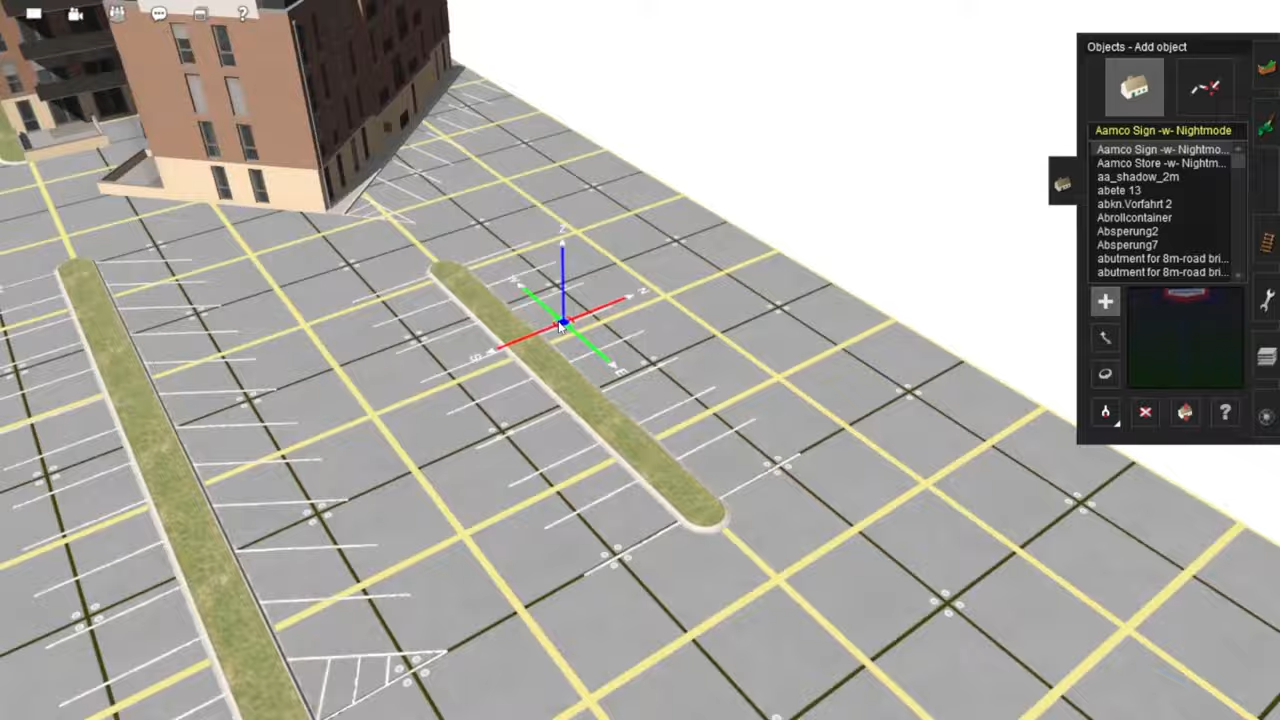 ?
Objects - Add object
Aamco Sign -w- Nightmode
Aamco Sign -w- Nightmo...
Aamco Store -w- Nightm...
aa_shadow_2m
abete 13
abkn.Vorfahrt 2
Abrollcontainer
Absperung2
Absperung7
abutment for 8m-road bri...
abutment for 8m-road bri...
Z
N
W
S
E
?